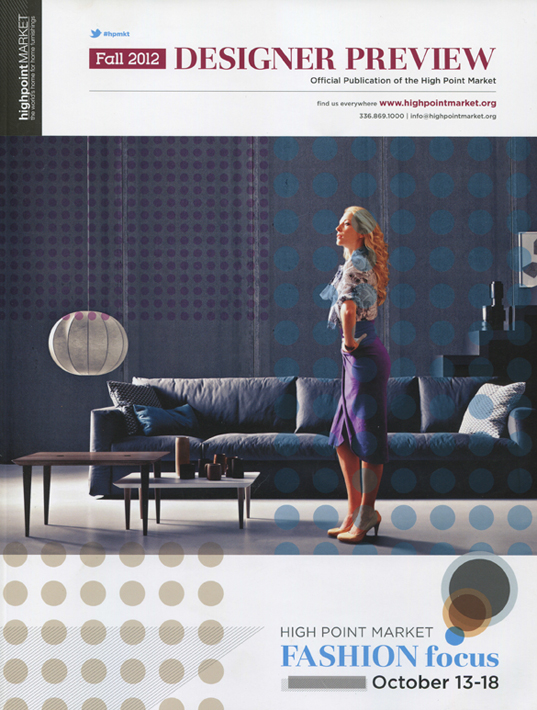 highpointMARKET
the world's home for home furnishings
#hpmkt
Fall 2012 DESIGNER PREVIEW
Official Publication of the High Point Market
find us everywhere www.highpointmarket.org
336.869.1000 | info@highpointmarket.org
HIGH POINT MARKET
FASHION focus
October 13-18